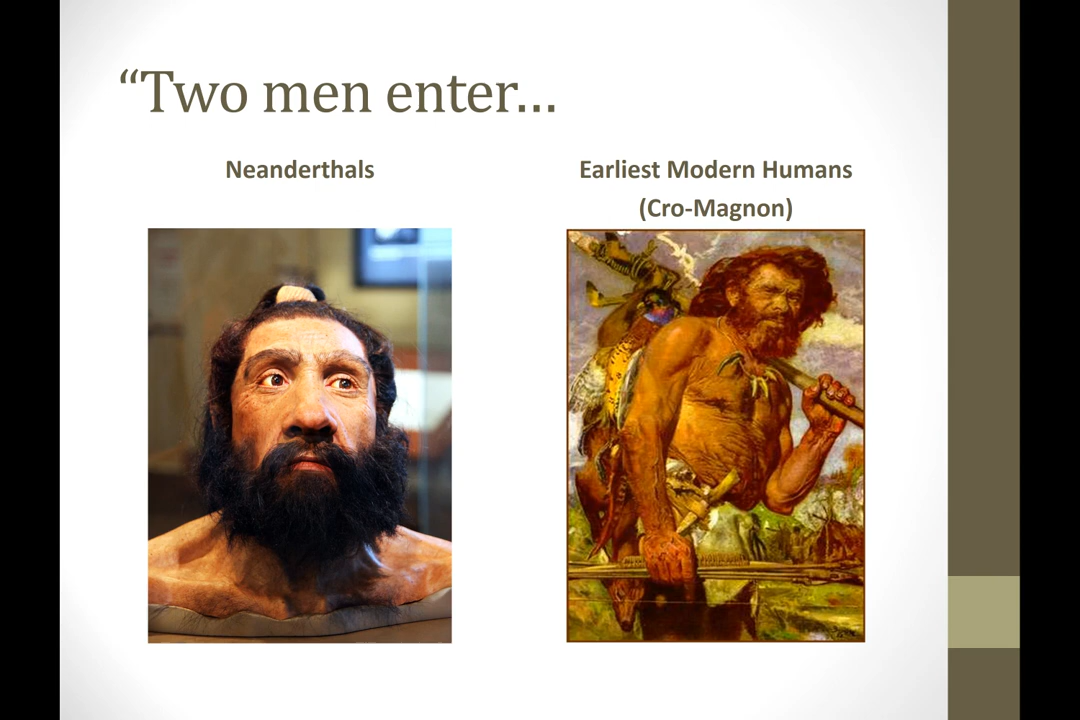 “Two men enter…
Neanderthals
Earliest Modern Humans
(Cro-Magnon)